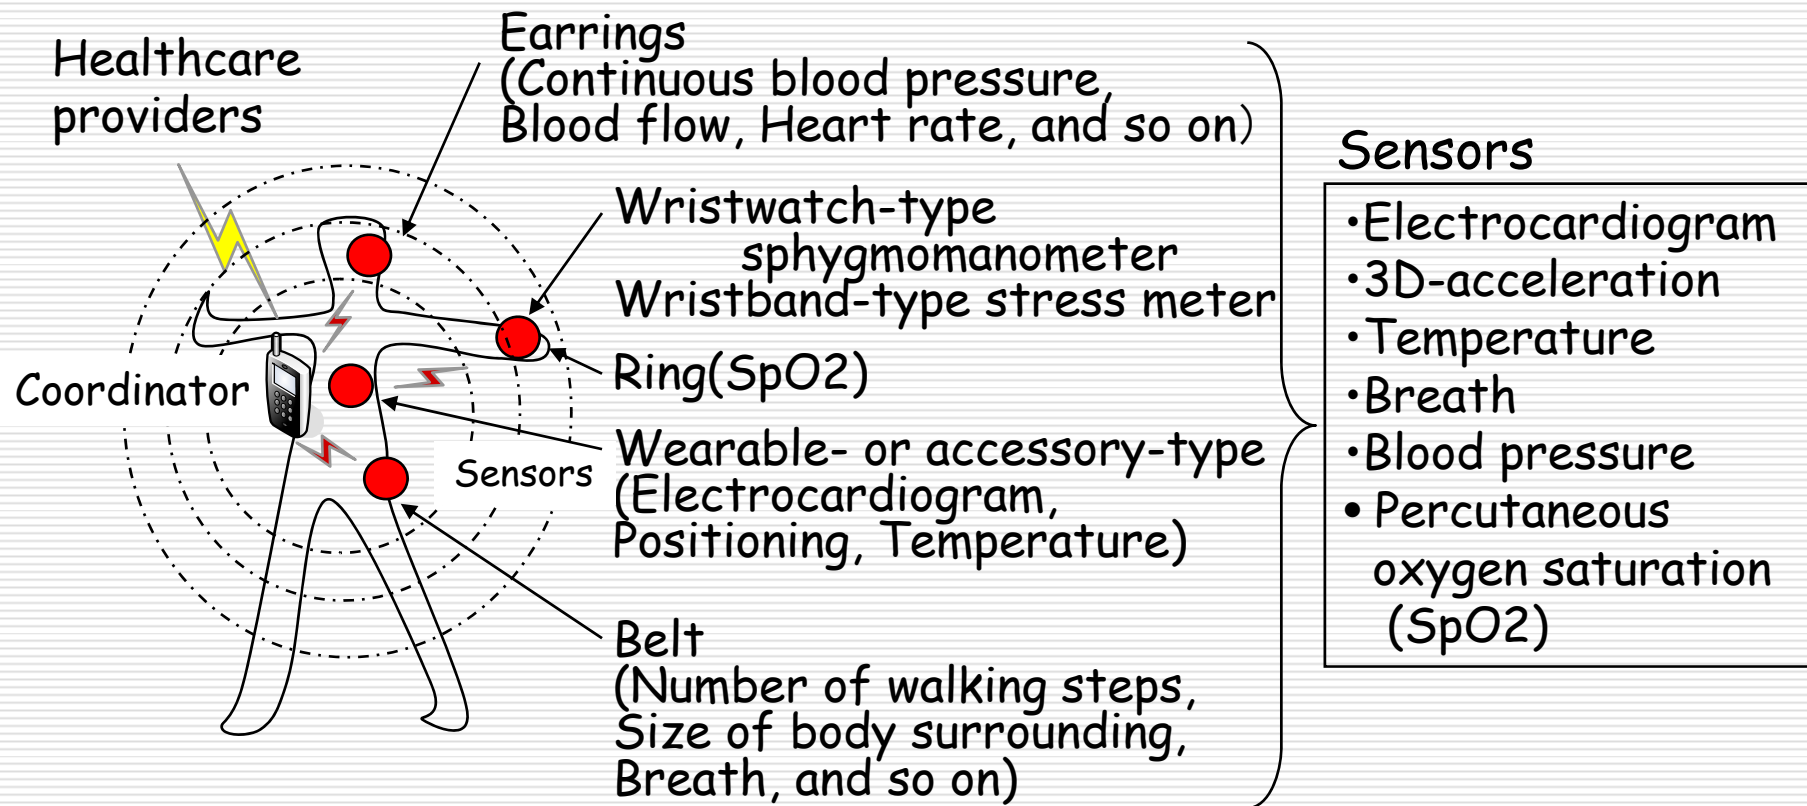 Healthcare
providers
Earrings
(Continuous blood pressure,
Blood flow, Heart rate, and so on)
Wristwatch-type
sphygmomanometer
Wristband-type stress meter
Ring(SpO2)
Coordinator
Sensors
Wearable- or accessory-type
(Electrocardiogram,
Positioning, Temperature)
Belt
(Number of walking steps,
Size of body surrounding,
Breath, and so on)
Sensors
・Electrocardiogram
・3D-acceleration
・Temperature
・Breath
・Blood pressure
• Percutaneous
oxygen saturation
(SpO2)